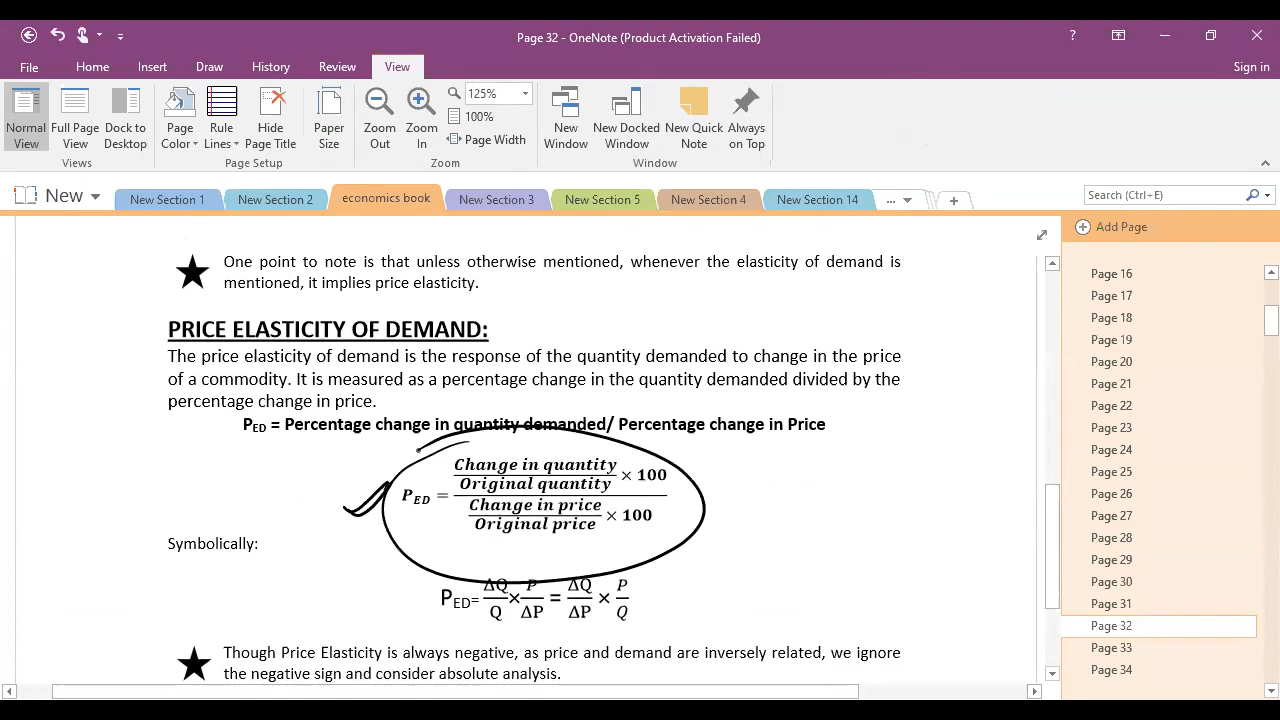 Page 32 - OneNote (Product Activation Failed)
?
File Home Insert Draw History Review View Sign in
Normal View
Full Page View
Dock to Desktop
Page Color
Rule Lines
Hide Page Title
Paper Size
Zoom Out
Zoom In
125%
100%
Page Width
New Window
New Docked Window
New Quick Note
Always on Top
Views Page Setup Zoom Window
New New Section 1 New Section 2 economics book New Section 3 New Section 5 New Section 4 New Section 14 ... Search (Ctrl+E)
Add Page
One point to note is that unless otherwise mentioned, whenever the elasticity of demand is
mentioned, it implies price elasticity.
PRICE ELASTICITY OF DEMAND:
The price elasticity of demand is the response of the quantity demanded to change in the price
of a commodity. It is measured as a percentage change in the quantity demanded divided by the
percentage change in price.
PED = Percentage change in quantity demanded/ Percentage change in Price
Change in quantity
Original quantity × 100
PED =
Change in price
Original price × 100
Symbolically:
PED= ΔQ/Q × P/ΔP = ΔQ/ΔP × P/Q
Though Price Elasticity is always negative, as price and demand are inversely related, we ignore
the negative sign and consider absolute analysis.
Page 16
Page 17
Page 18
Page 19
Page 20
Page 21
Page 22
Page 23
Page 24
Page 25
Page 26
Page 27
Page 28
Page 29
Page 30
Page 31
Page 32
Page 33
Page 34